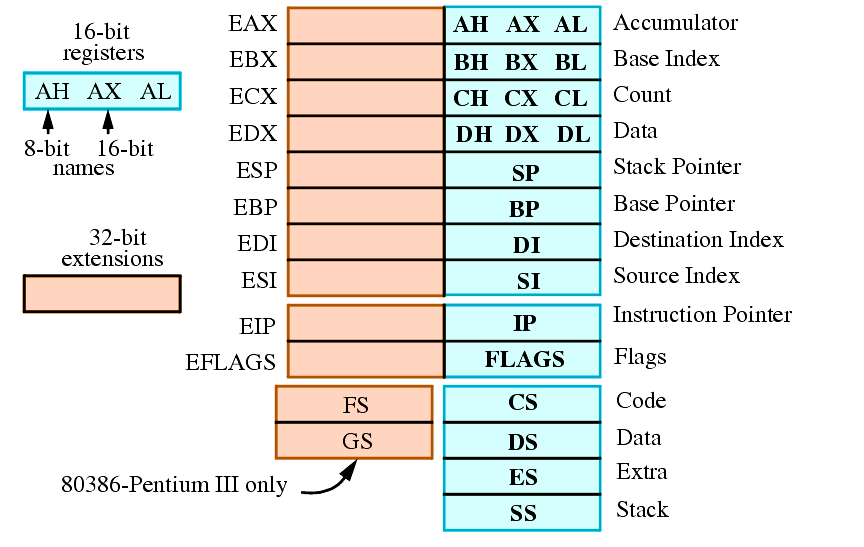 16-bit
registers
AH AX AL
8-bit 16-bit
names
32-bit
extensions
EAX AH AX AL Accumulator
EBX BH BX BL Base Index
ECX CH CX CL Count
EDX DH DX DL Data
ESP SP Stack Pointer
EBP BP Base Pointer
EDI DI Destination Index
ESI SI Source Index
EIP IP Instruction Pointer
EFLAGS FLAGS Flags
FS CS Code
GS DS Data
ES Extra
SS Stack
80386-Pentium III only